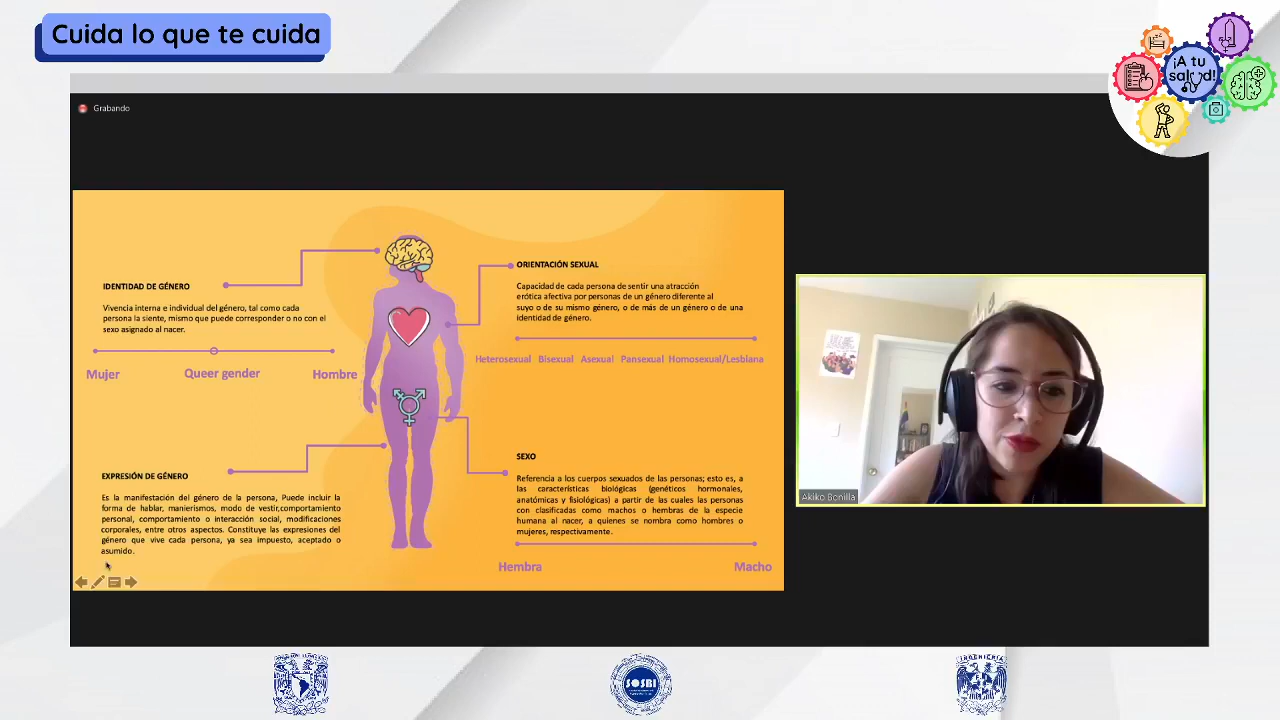 Cuida lo que te cuida
¡A tu
salud!
Grabando
IDENTIDAD DE GÉNERO
Vivencia interna e individual del género, tal como cada
persona la siente, mismo que puede corresponder o no con el
sexo asignado al nacer.
Mujer
Queer gender
Hombre
ORIENTACIÓN SEXUAL
Capacidad de cada persona de sentir una atracción
erótica afectiva por personas de un género diferente al
suyo o de su mismo género, o de más de un género o de una
identidad de género.
Heterosexual Bisexual Asexual Pansexual Homosexual/Lesbiana
EXPRESIÓN DE GÉNERO
Es la manifestación del género de la persona, Puede incluir la
forma de hablar, manierismos, modo de vestir,comportamiento
personal, comportamiento o interacción social, modificaciones
corporales, entre otros aspectos. Constituye las expresiones del
género que vive cada persona, ya sea impuesto, aceptado o
asumido.
SEXO
Referencia a los cuerpos sexuados de las personas; esto es, a
las características biológicas (genéticos hormonales,
anatómicas y fisiológicas) a partir de las cuales las personas
con clasificadas como machos o hembras de la especie
humana al nacer, a quienes se nombra como hombres o
mujeres, respectivamente.
Hembra
Macho
Akiko Bonilla
SOSBI